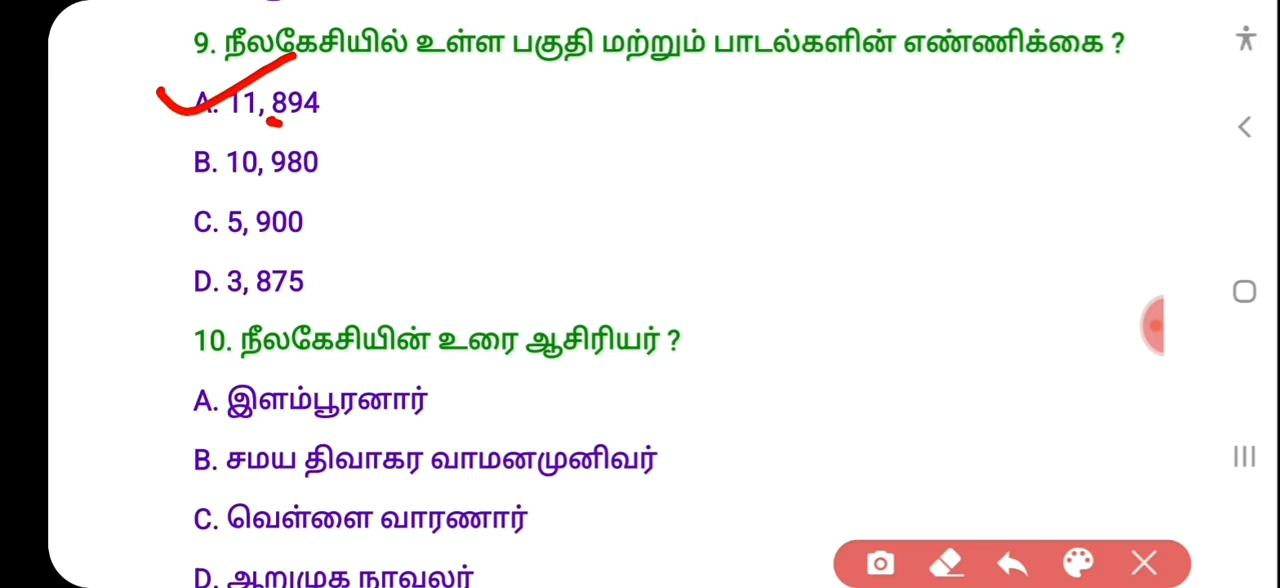 9. நீலகேசியில் உள்ள பகுதி மற்றும் பாடல்களின் எண்ணிக்கை ?
A. 11, 894
B. 10, 980
C. 5, 900
D. 3, 875
10. நீலகேசியின் உரை ஆசிரியர் ?
A. இளம்பூரனார்
B. சமய திவாகர வாமனமுனிவர்
C. வெள்ளை வாரணார்
D. ஆறுமுக நாவலர்